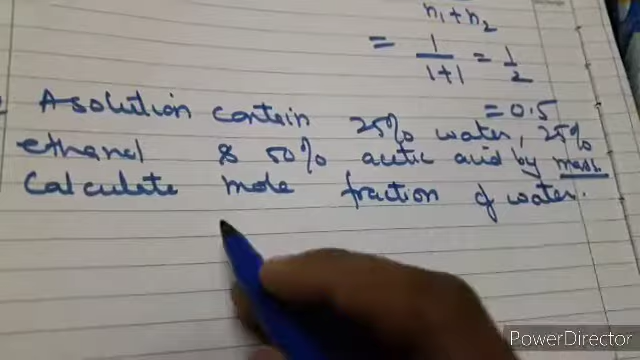 n₁+n₂
= 1/1+1 = 1/2
= 0.5
A solution contain 25% water, 25%
ethanol & 50% acetic acid by mass.
Calculate mole fraction of water.
PowerDirector